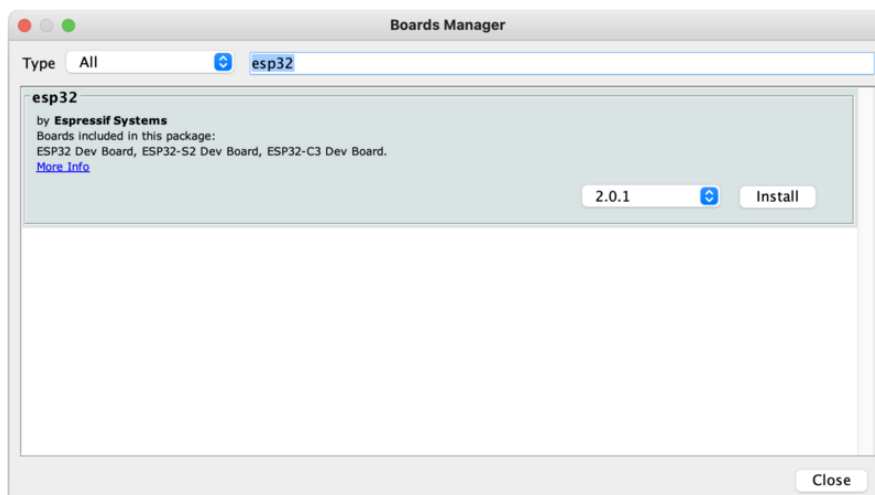 Boards Manager
Type All esp32
esp32
by Espressif Systems
Boards included in this package:
ESP32 Dev Board, ESP32-S2 Dev Board, ESP32-C3 Dev Board.
More Info
2.0.1 Install
Close